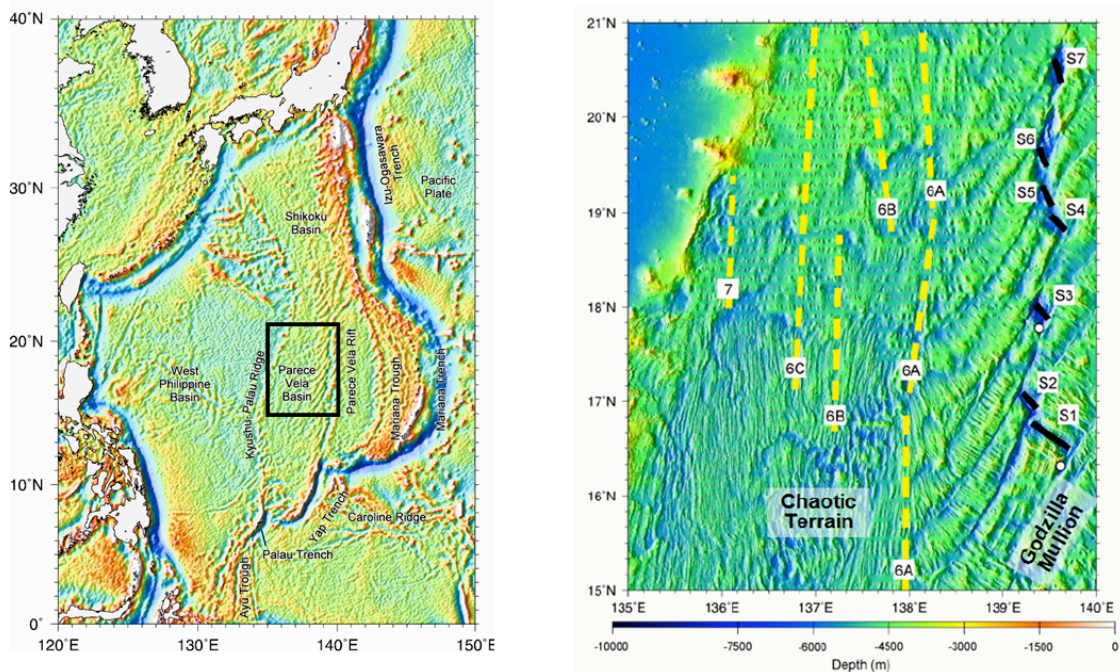 40°N
30°N
20°N
10°N
0°
120°E
130°E
140°E
150°E
Izu-Ogasawara
Trench
Pacific
Plate
Shikoku
Basin
West
Philippine
Basin
Kyushu-Palau Ridge
Parece
Vela
Basin
Parece Vela Rift
Mariana Trough
Mariana Trench
Yap Trench
Caroline Ridge
Palau Trench
Ayu Trough
21°N
20°N
19°N
18°N
17°N
16°N
15°N
135°E
136°E
137°E
138°E
139°E
140°E
S7
S6
S5
S4
S3
S2
S1
6A
6B
7
6C
6A
6B
6A
Chaotic
Terrain
Godzilla
Mullion
-10000
-7500
-6000
-4500
-3000
-1500
0
Depth (m)